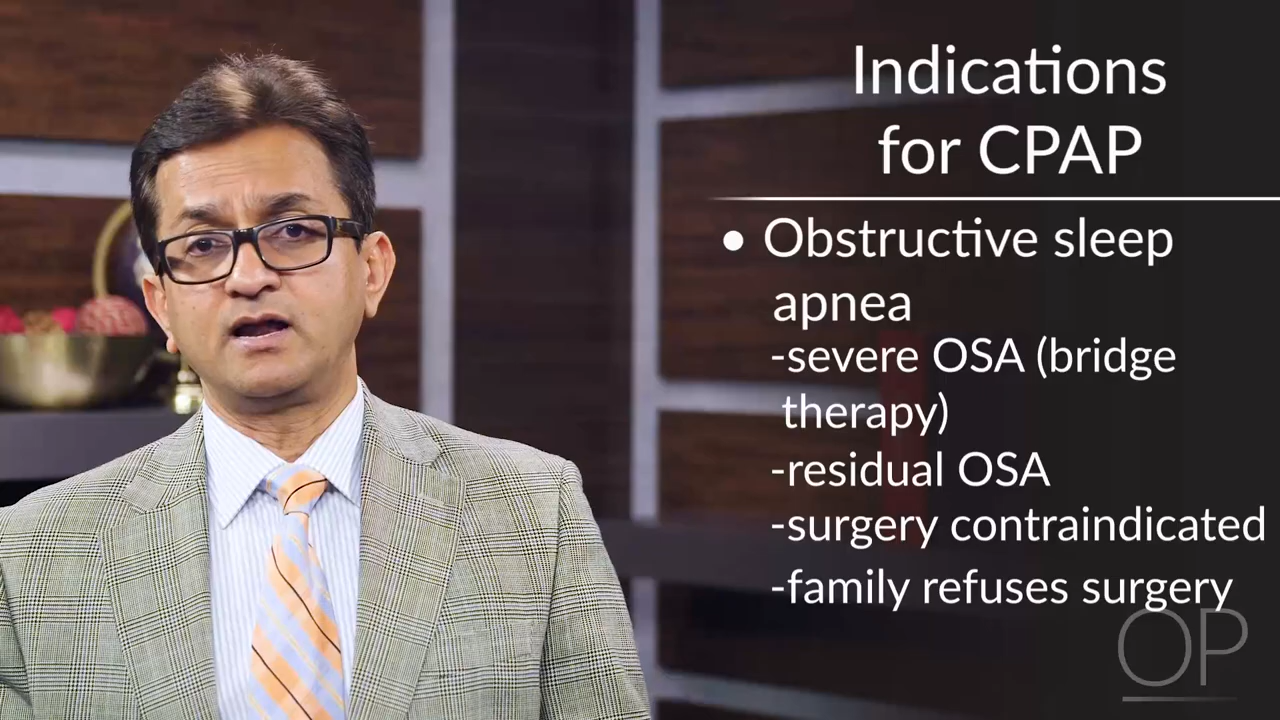 Indications
for CPAP
• Obstructive sleep
apnea
-severe OSA (bridge
therapy)
-residual OSA
-surgery contraindicated
-family refuses surgery
OP